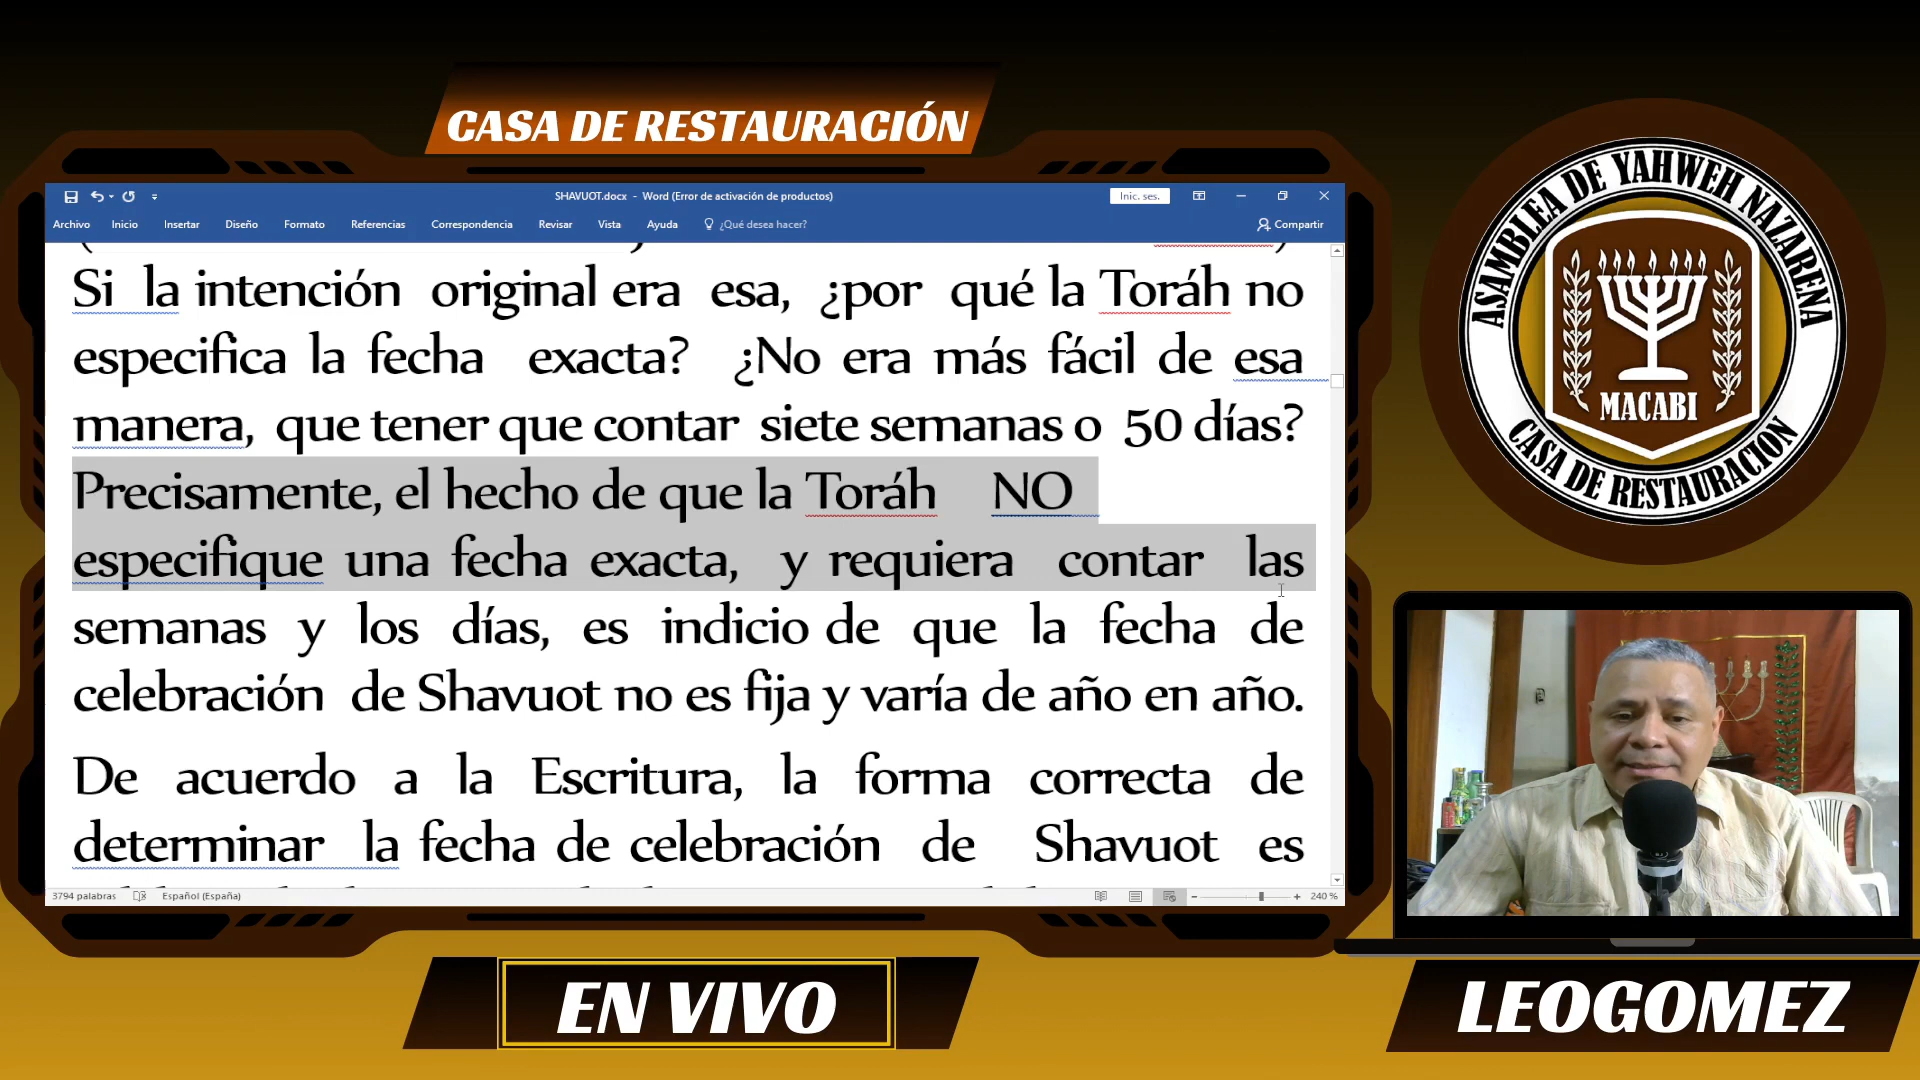 CASA DE RESTAURACIÓN
SHAVUOT.docx - Word (Error de activación de productos)
Inic. ses.
Archivo Inicio Insertar Diseño Formato Referencias Correspondencia Revisar Vista Ayuda ¿Qué desea hacer? Compartir
Si la intención original era esa, ¿por qué la Toráh no
especifica la fecha exacta? ¿No era más fácil de esa
manera, que tener que contar siete semanas o 50 días?
Precisamente, el hecho de que la Toráh NO
especifique una fecha exacta, y requiera contar las
semanas y los días, es indicio de que la fecha de
celebración de Shavuot no es fija y varía de año en año.
De acuerdo a la Escritura, la forma correcta de
determinar la fecha de celebración de Shavuot es
3794 palabras Español (España) 240 %
ASAMBLEA DE YAHWEH NAZARENA
MACABI
CASA DE RESTAURACION
EN VIVO
LEOGOMEZ